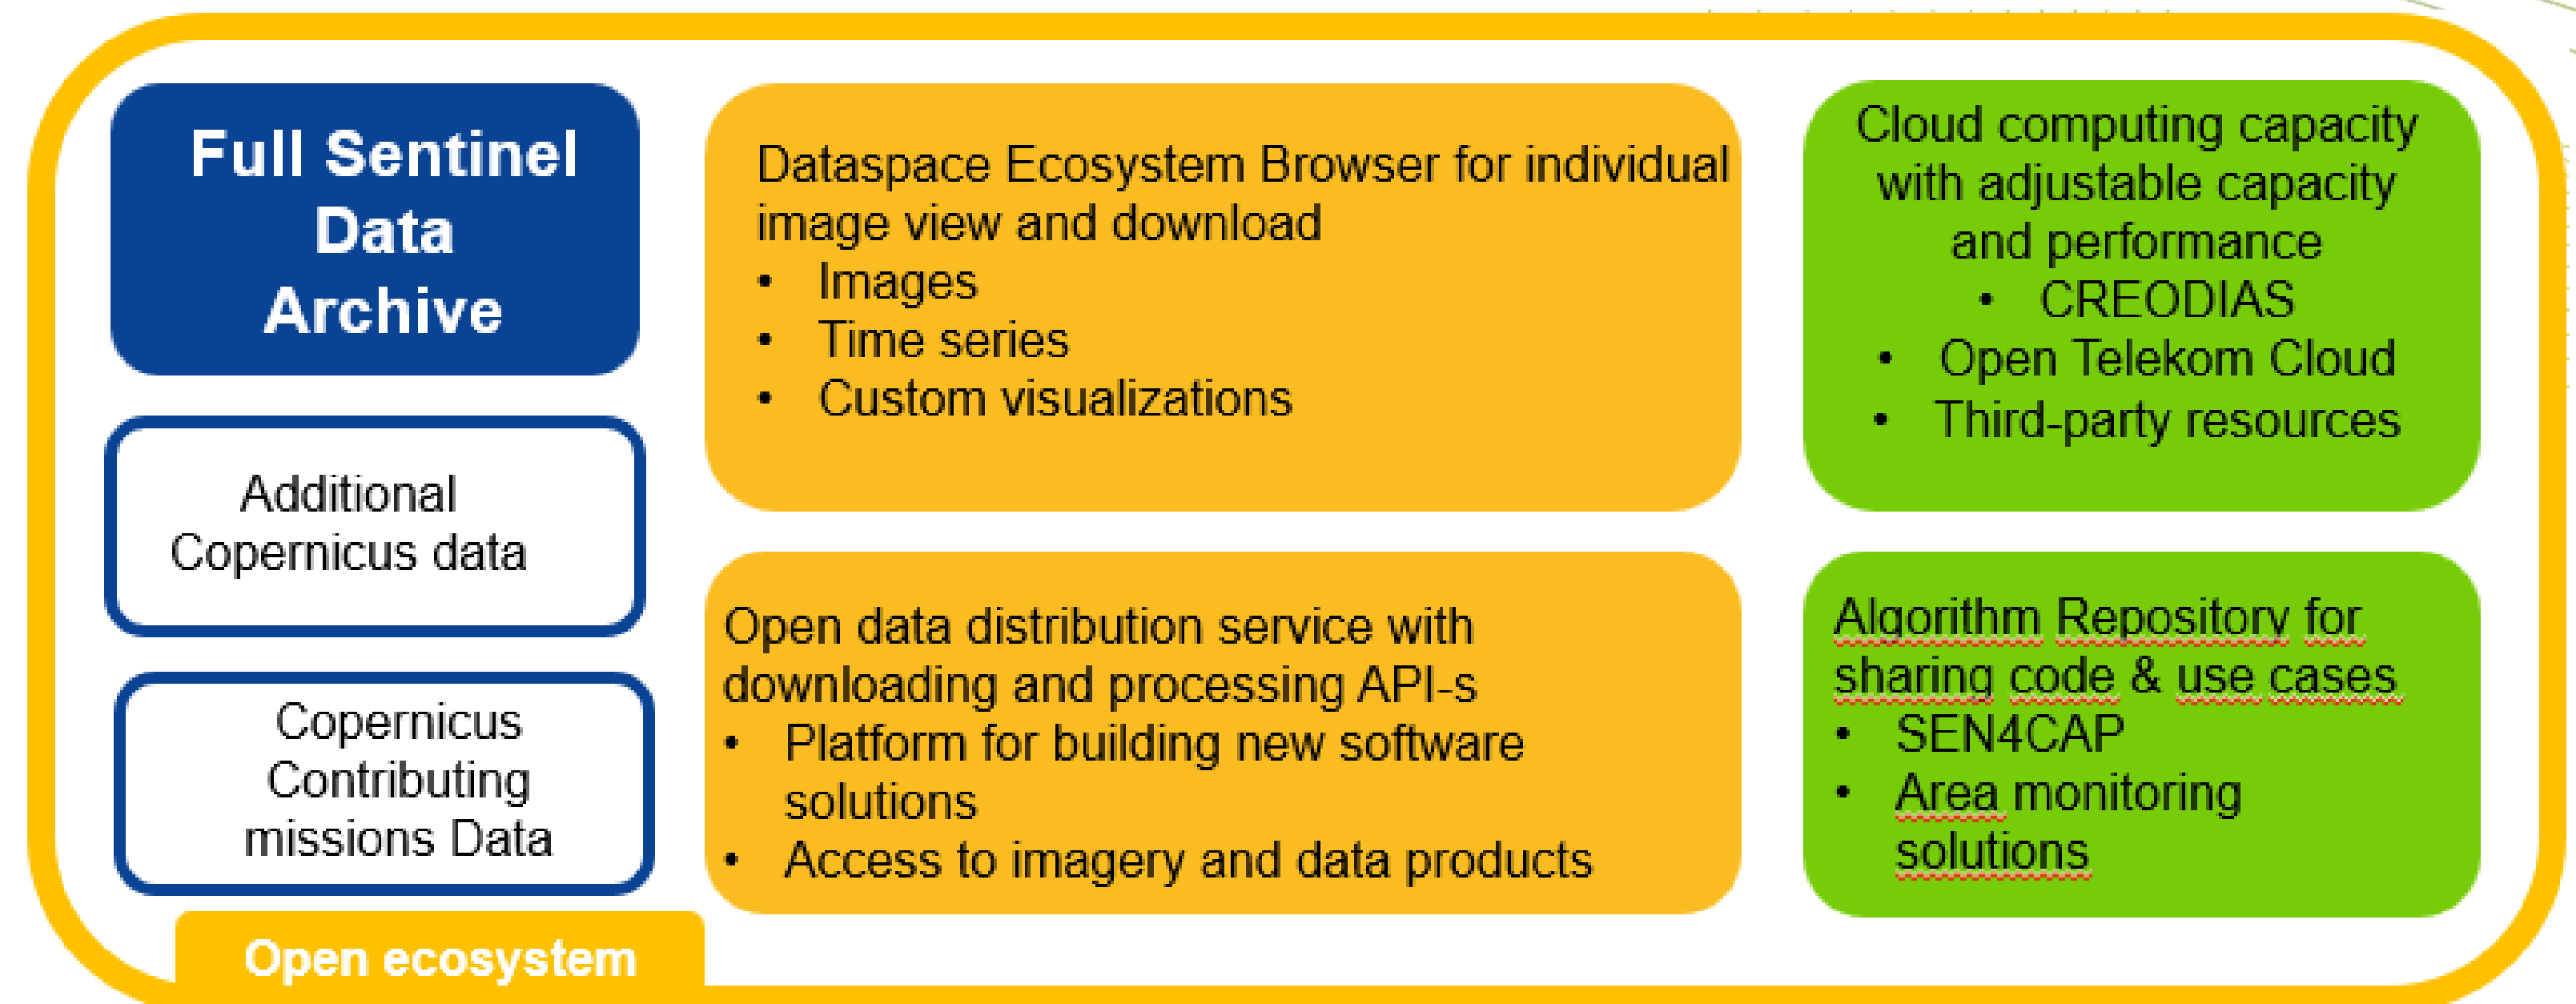 Full Sentinel
Data
Archive
Additional
Copernicus data
Copernicus
Contributing
missions Data
Open ecosystem
Dataspace Ecosystem Browser for individual
image view and download
• Images
• Time series
• Custom visualizations
Open data distribution service with
downloading and processing API-s
• Platform for building new software
solutions
• Access to imagery and data products
Cloud computing capacity
with adjustable capacity
and performance
• CREODIAS
• Open Telekom Cloud
• Third-party resources
Algorithm Repository for
sharing code & use cases
• SEN4CAP
• Area monitoring
solutions